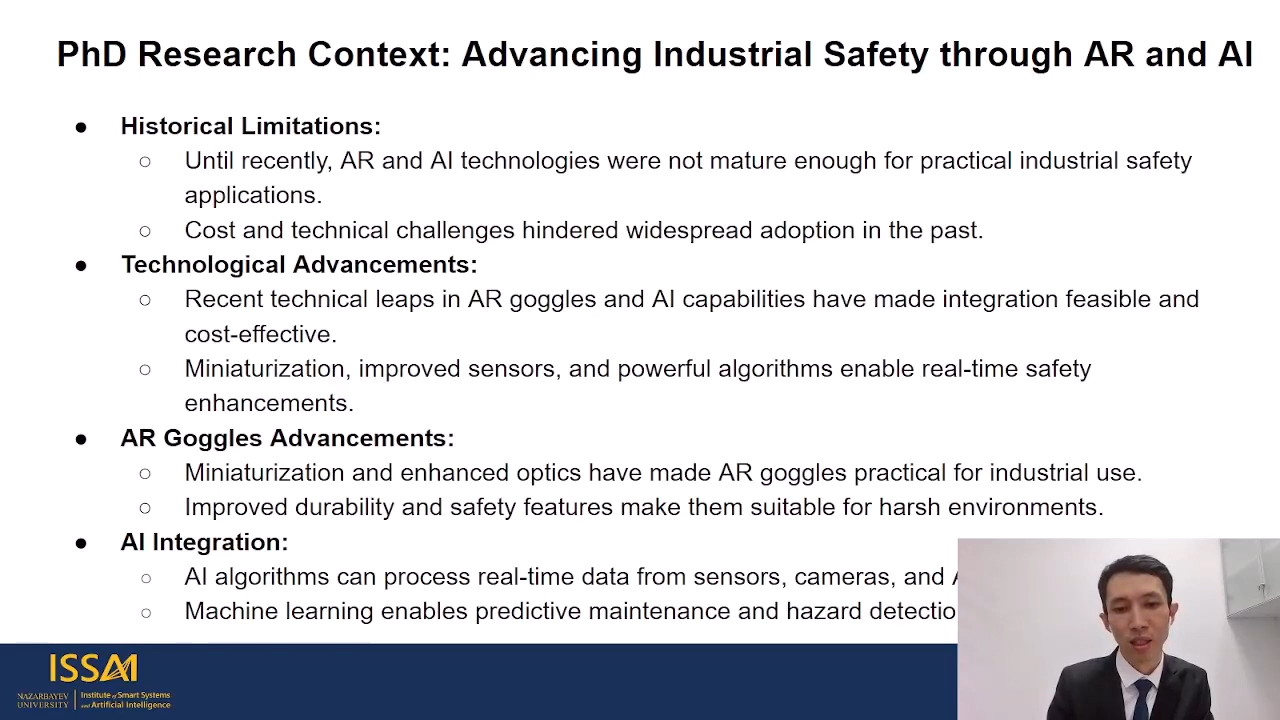 PhD Research Context: Advancing Industrial Safety through AR and AI
● Historical Limitations:
○ Until recently, AR and AI technologies were not mature enough for practical industrial safety
applications.
○ Cost and technical challenges hindered widespread adoption in the past.
● Technological Advancements:
○ Recent technical leaps in AR goggles and AI capabilities have made integration feasible and
cost-effective.
○ Miniaturization, improved sensors, and powerful algorithms enable real-time safety
enhancements.
● AR Goggles Advancements:
○ Miniaturization and enhanced optics have made AR goggles practical for industrial use.
○ Improved durability and safety features make them suitable for harsh environments.
● AI Integration:
○ AI algorithms can process real-time data from sensors, cameras, and
○ Machine learning enables predictive maintenance and hazard detectio
ISSAI
NAZARBAYEV
UNIVERSITY
Institute of Smart Systems
and Artificial Intelligence